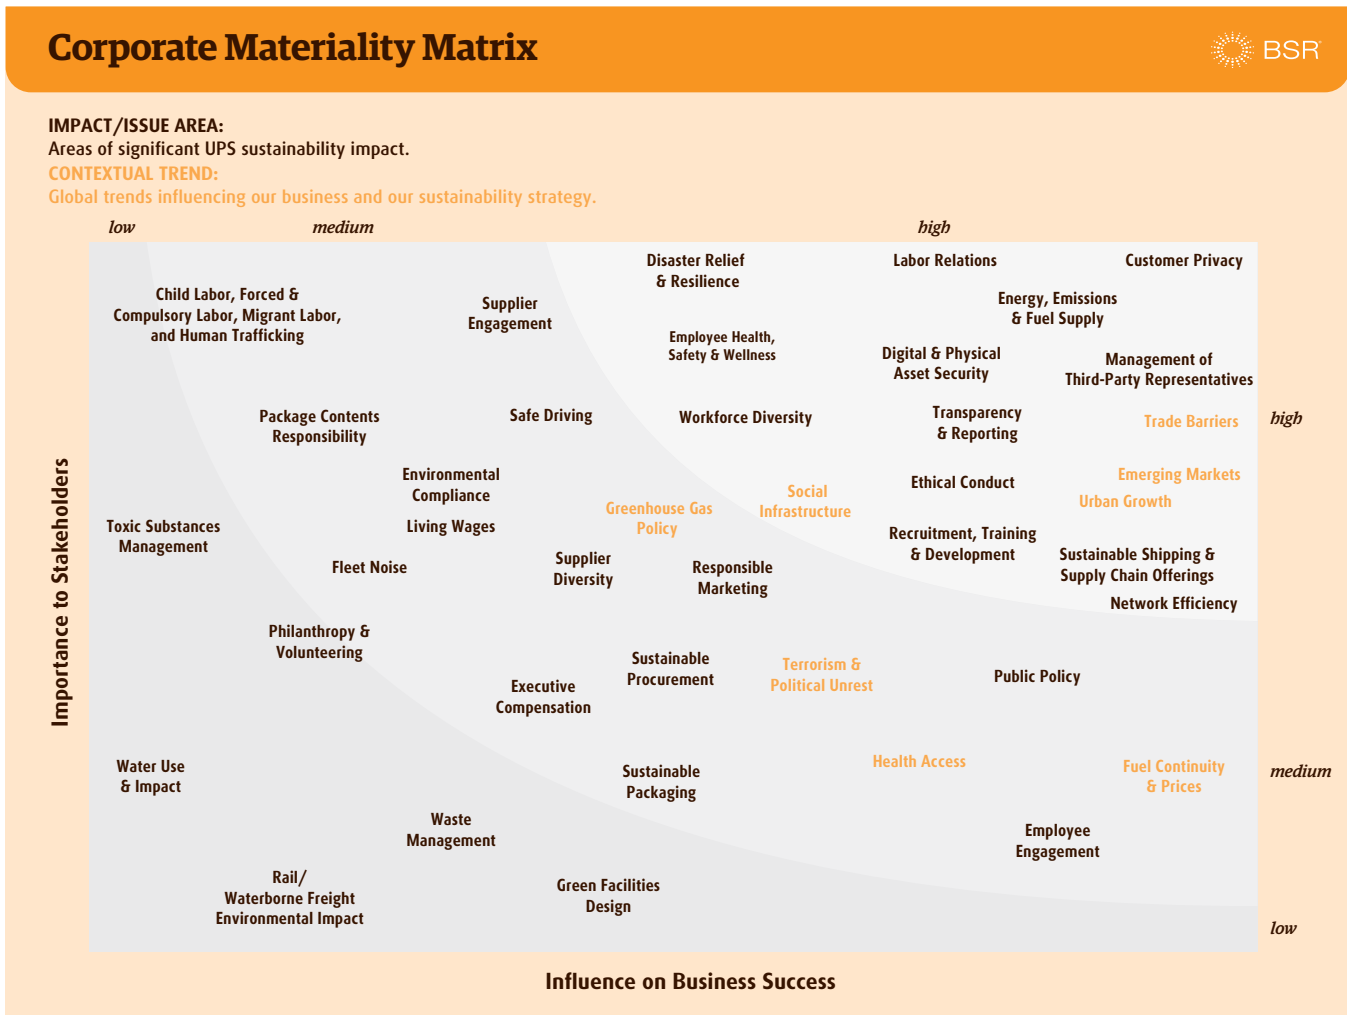 Corporate Materiality Matrix
BSR
IMPACT/ISSUE AREA:
Areas of significant UPS sustainability impact.
CONTEXTUAL TREND:
Global trends influencing our business and our sustainability strategy.
low
medium
high
Disaster Relief
& Resilience
Labor Relations
Customer Privacy
Child Labor, Forced &
Compulsory Labor, Migrant Labor,
and Human Trafficking
Supplier
Engagement
Energy, Emissions
& Fuel Supply
Employee Health,
Safety & Wellness
Digital & Physical
Asset Security
Management of
Third-Party Representatives
Package Contents
Responsibility
Safe Driving
Workforce Diversity
Transparency
& Reporting
Trade Barriers
high
Environmental
Compliance
Living Wages
Greenhouse Gas
Policy
Social
Infrastructure
Ethical Conduct
Emerging Markets
Urban Growth
Toxic Substances
Management
Fleet Noise
Supplier
Diversity
Responsible
Marketing
Recruitment, Training
& Development
Sustainable Shipping &
Supply Chain Offerings
Network Efficiency
Importance to Stakeholders
Philanthropy &
Volunteering
Executive
Compensation
Sustainable
Procurement
Terrorism &
Political Unrest
Public Policy
Water Use
& Impact
Sustainable
Packaging
Health Access
Fuel Continuity
& Prices
medium
Waste
Management
Employee
Engagement
Rail/
Waterborne Freight
Environmental Impact
Green Facilities
Design
low
Influence on Business Success